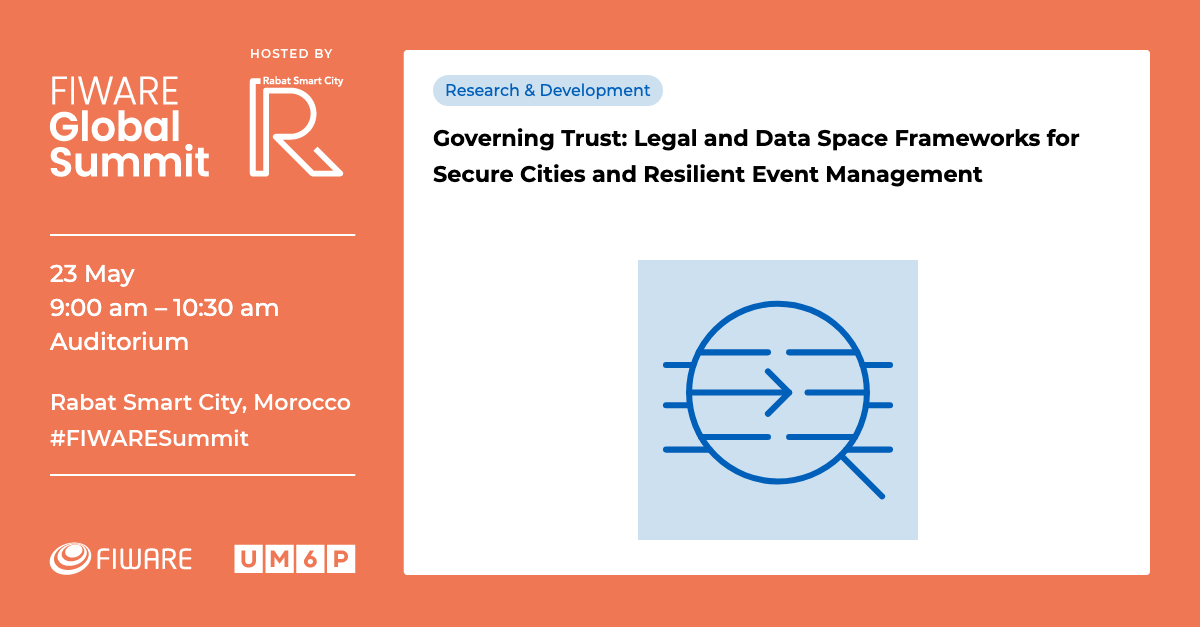 HOSTED BY
FIWARE
Global
Summit
Rabat Smart City
R
23 May
9:00 am – 10:30 am
Auditorium
Rabat Smart City, Morocco
#FIWARESummit
FIWARE
UM6P
Research & Development
Governing Trust: Legal and Data Space Frameworks for
Secure Cities and Resilient Event Management